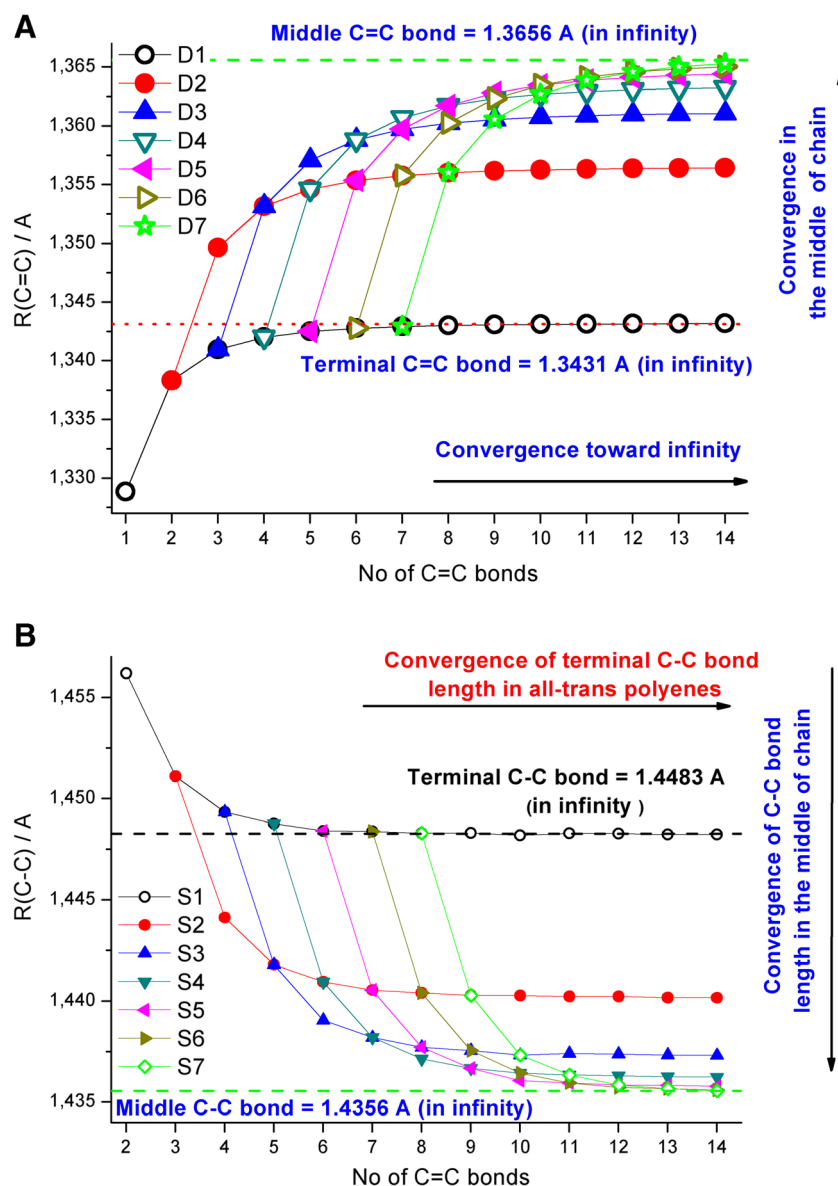 A
Middle C=C bond = 1.3656 A (in infinity)
D1
D2
D3
D4
D5
D6
D7
1,365
1,360
1,355
1,350
1,345
1,340
1,335
1,330
R(C=C) / A
Terminal C=C bond = 1.3431 A (in infinity)
Convergence toward infinity
Convergence in
the middle of chain
1 2 3 4 5 6 7 8 9 10 11 12 13 14
No of C=C bonds
B
Convergence of terminal C-C bond
length in all-trans polyenes
Terminal C-C bond = 1.4483 A
(in infinity )
1,455
1,450
1,445
1,440
1,435
R(C-C) / A
S1
S2
S3
S4
S5
S6
S7
Middle C-C bond = 1.4356 A (in infinity)
Convergence of C-C bond
length in the middle of chain
2 3 4 5 6 7 8 9 10 11 12 13 14
No of C=C bonds